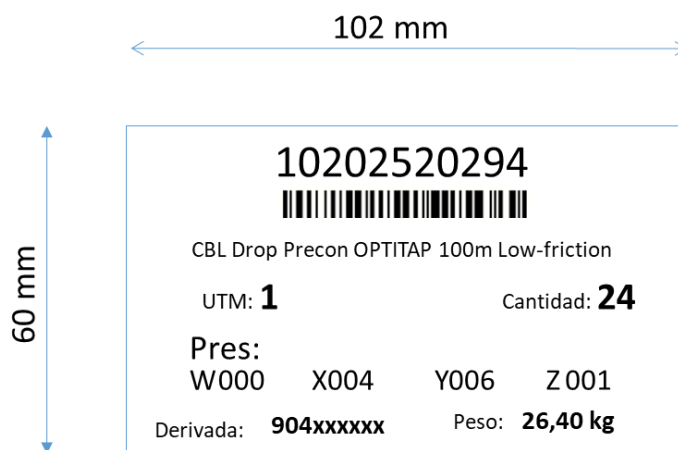 102 mm
60 mm
10202520294
CBL Drop Precon OPTITAP 100m Low-friction
UTM: 1 Cantidad: 24
Pres:
W000 X004 Y006 Z001
Derivada: 904xxxxxx Peso: 26,40 kg